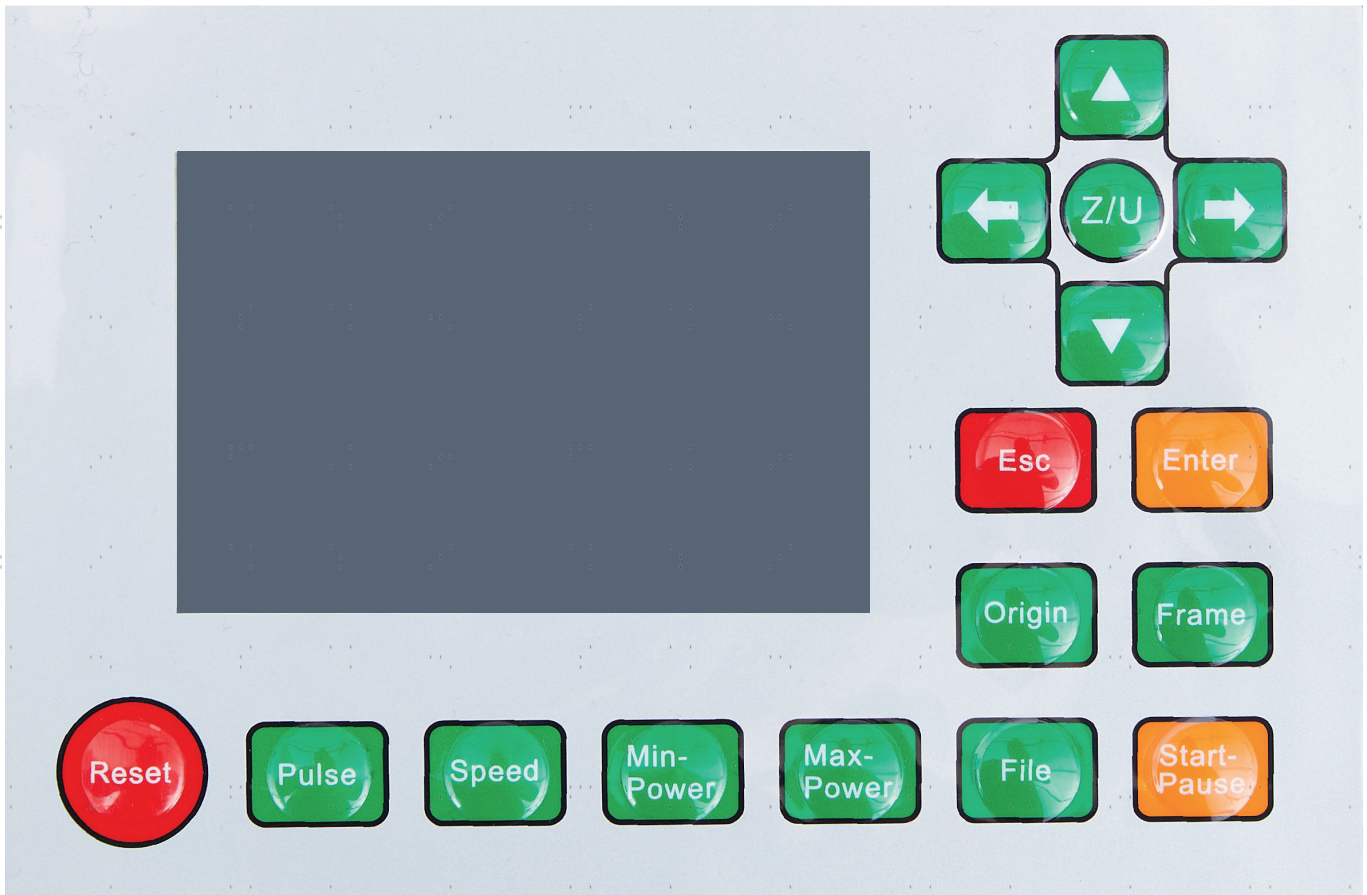 Z/U
Esc
Enter
Origin
Frame
Reset
Pulse
Speed
Min-
Power
Max-
Power
File
Start-
Pause